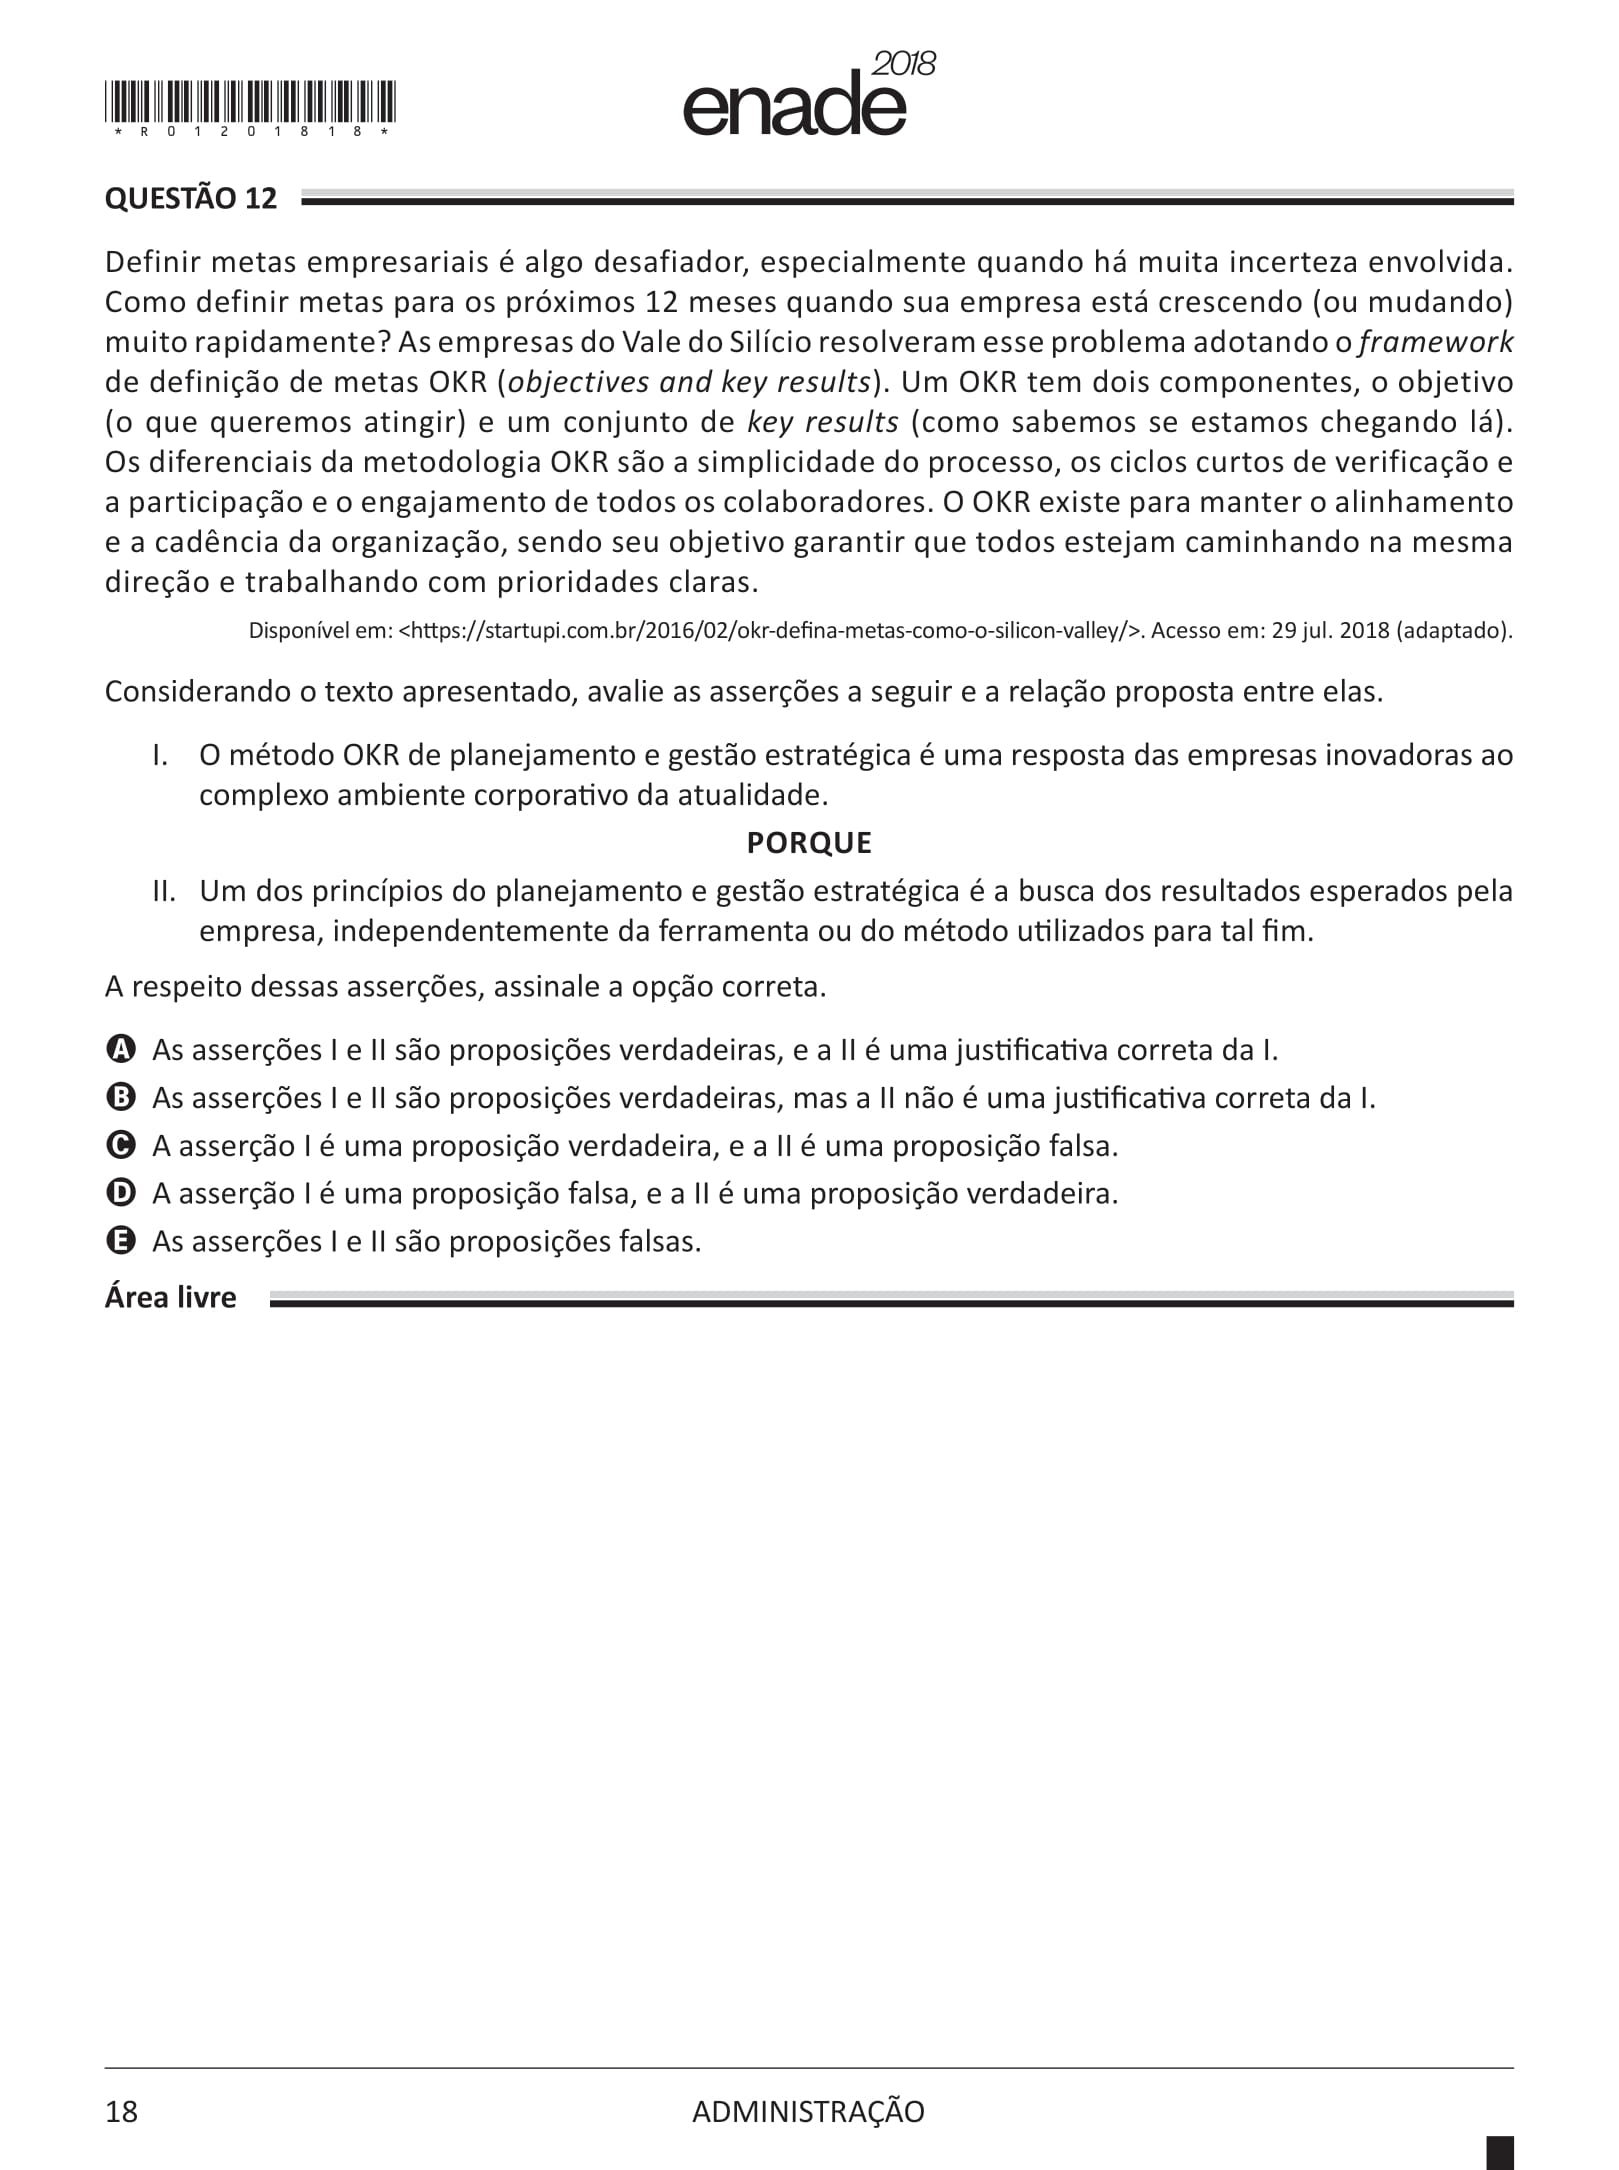 enade 2018
*R01201818*
QUESTÃO 12
Definir metas empresariais é algo desafiador, especialmente quando há muita incerteza envolvida.
Como definir metas para os próximos 12 meses quando sua empresa está crescendo (ou mudando)
muito rapidamente? As empresas do Vale do Silício resolveram esse problema adotando o framework
de definição de metas OKR (objectives and key results). Um OKR tem dois componentes, o objetivo
(o que queremos atingir) e um conjunto de key results (como sabemos se estamos chegando lá).
Os diferenciais da metodologia OKR são a simplicidade do processo, os ciclos curtos de verificação e
a participação e o engajamento de todos os colaboradores. O OKR existe para manter o alinhamento
e a cadência da organização, sendo seu objetivo garantir que todos estejam caminhando na mesma
direção e trabalhando com prioridades claras.
Disponível em: <https://startupi.com.br/2016/02/okr-defina-metas-como-o-silicon-valley/>. Acesso em: 29 jul. 2018 (adaptado).
Considerando o texto apresentado, avalie as asserções a seguir e a relação proposta entre elas.
I. O método OKR de planejamento e gestão estratégica é uma resposta das empresas inovadoras ao
complexo ambiente corporativo da atualidade.
PORQUE
II. Um dos princípios do planejamento e gestão estratégica é a busca dos resultados esperados pela
empresa, independentemente da ferramenta ou do método utilizados para tal fim.
A respeito dessas asserções, assinale a opção correta.
A As asserções I e II são proposições verdadeiras, e a II é uma justificativa correta da I.
B As asserções I e II são proposições verdadeiras, mas a II não é uma justificativa correta da I.
C A asserção I é uma proposição verdadeira, e a II é uma proposição falsa.
D A asserção I é uma proposição falsa, e a II é uma proposição verdadeira.
E As asserções I e II são proposições falsas.
Área livre
18
ADMINISTRAÇÃO